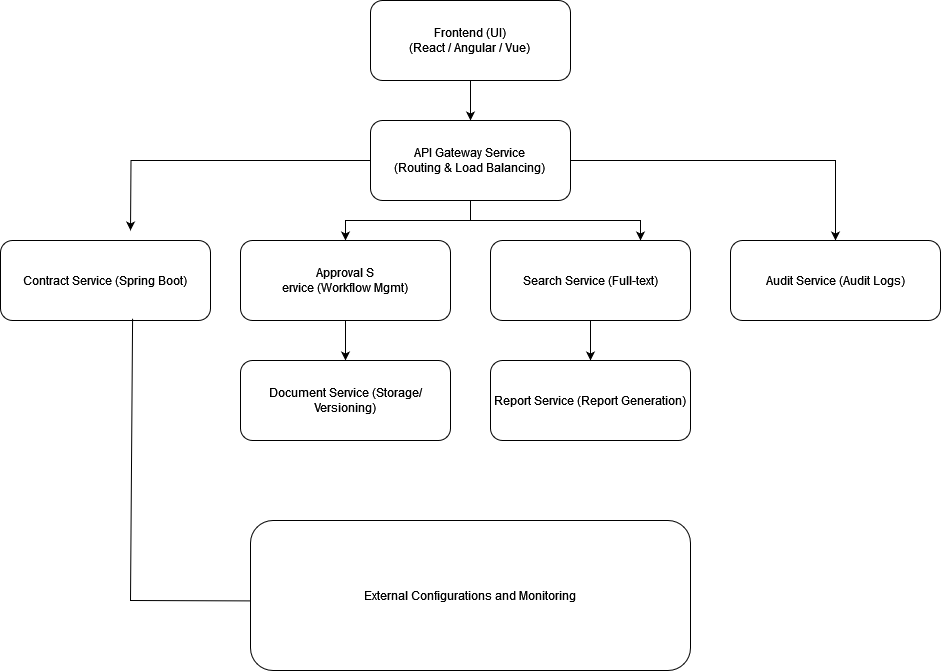 Frontend (UI)
(React / Angular / Vue)
API Gateway Service
(Routing & Load Balancing)
Contract Service (Spring Boot)
Approval S
ervice (Workflow Mgmt)
Search Service (Full-text)
Audit Service (Audit Logs)
Document Service (Storage/
Versioning)
Report Service (Report Generation)
External Configurations and Monitoring